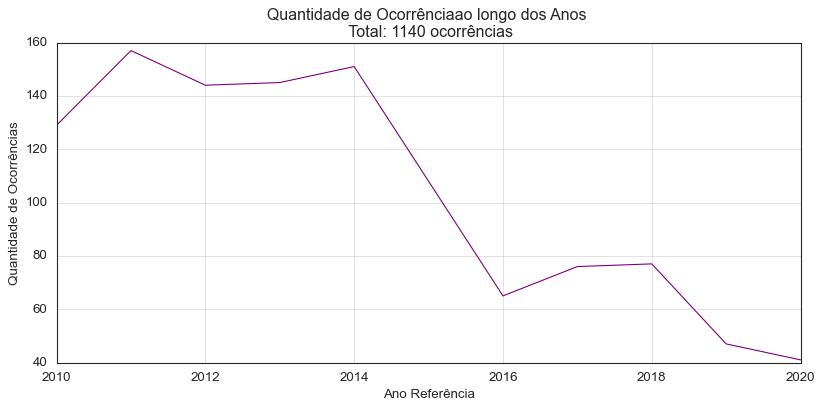 Quantidade de Ocorrênciaao longo dos Anos
Total: 1140 ocorrências
160
140
120
100
80
60
40
Quantidade de Ocorrências
2010 2012 2014 2016 2018 2020
Ano Referência